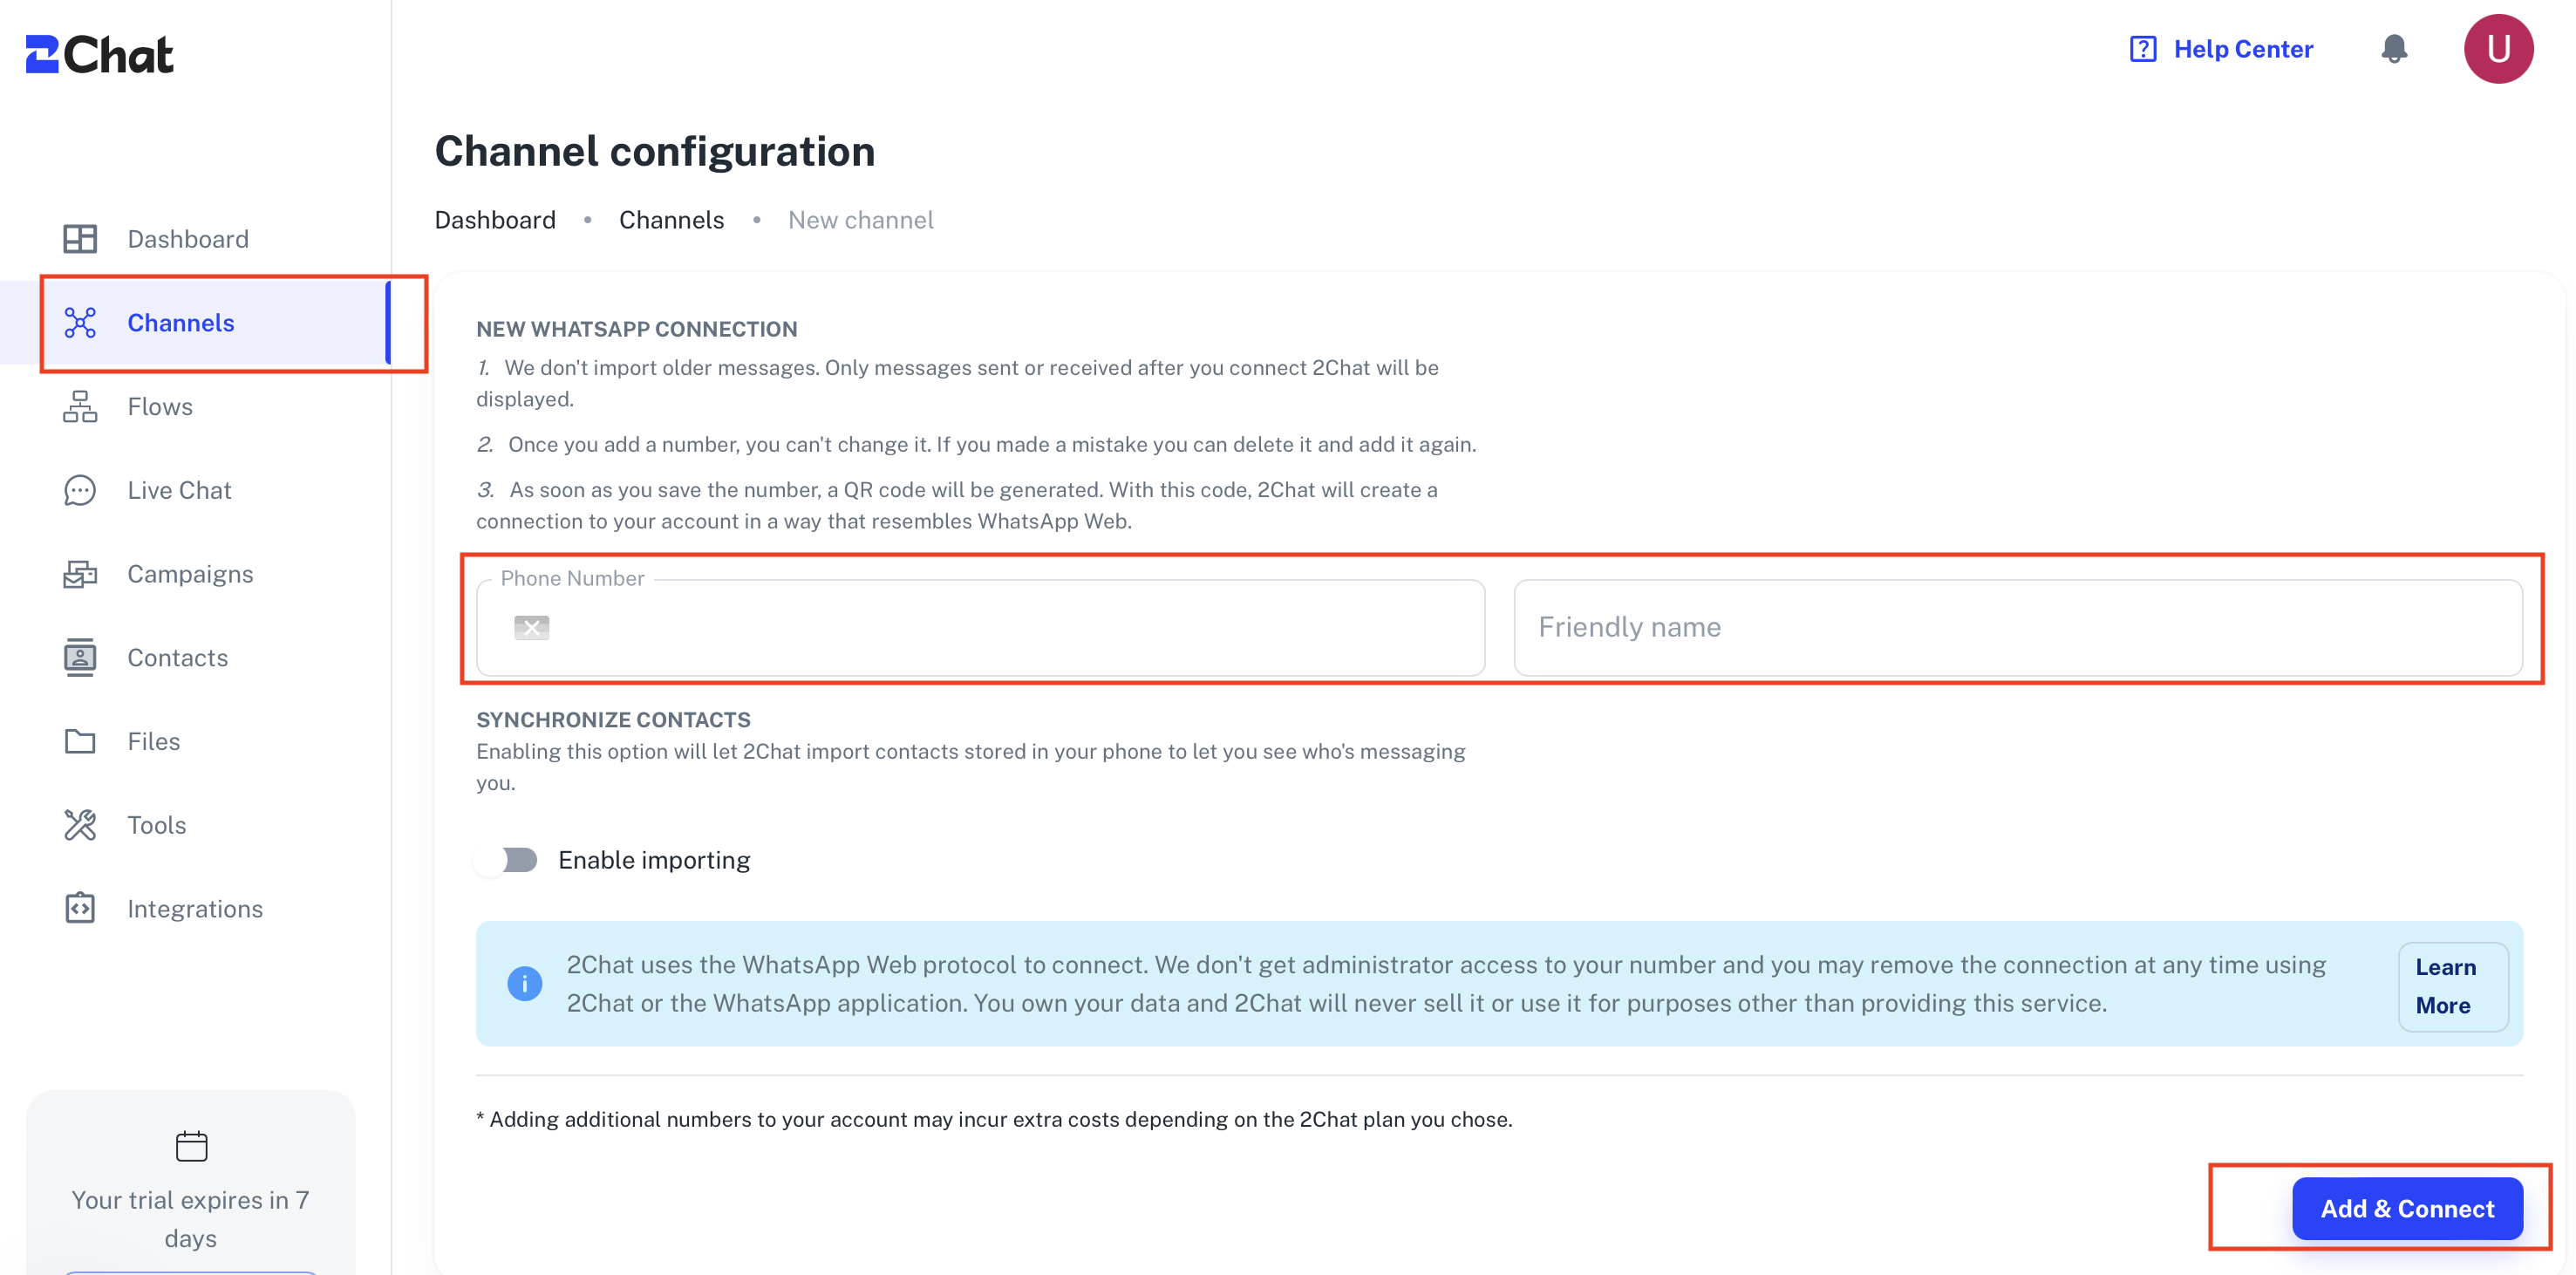 2Chat
Help Center
U
Channel configuration
Dashboard • Channels • New channel
Dashboard
Channels
Flows
Live Chat
Campaigns
Contacts
Files
Tools
Integrations
Your trial expires in 7
days
NEW WHATSAPP CONNECTION
1. We don't import older messages. Only messages sent or received after you connect 2Chat will be
displayed.
2. Once you add a number, you can't change it. If you made a mistake you can delete it and add it again.
3. As soon as you save the number, a QR code will be generated. With this code, 2Chat will create a
connection to your account in a way that resembles WhatsApp Web.
Phone Number
Friendly name
SYNCHRONIZE CONTACTS
Enabling this option will let 2Chat import contacts stored in your phone to let you see who's messaging
you.
Enable importing
2Chat uses the WhatsApp Web protocol to connect. We don't get administrator access to your number and you may remove the connection at any time using
2Chat or the WhatsApp application. You own your data and 2Chat will never sell it or use it for purposes other than providing this service.
Learn
More
* Adding additional numbers to your account may incur extra costs depending on the 2Chat plan you chose.
Add & Connect